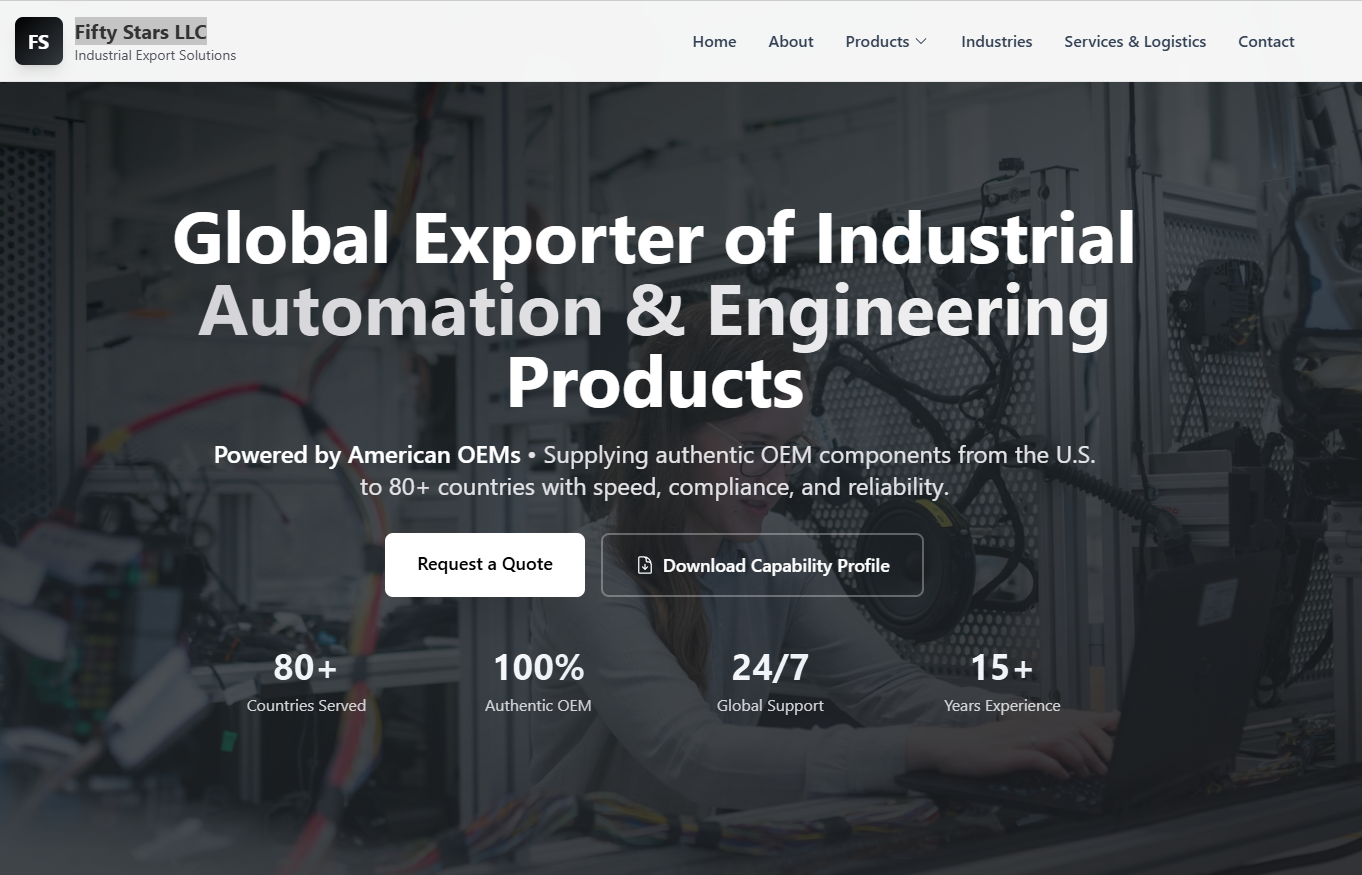 FS
Fifty Stars LLC
Industrial Export Solutions
Home
About
Products
Industries
Services & Logistics
Contact
Global Exporter of Industrial
Automation & Engineering
Products
Powered by American OEMs • Supplying authentic OEM components from the U.S.
to 80+ countries with speed, compliance, and reliability.
Request a Quote
Download Capability Profile
80+
Countries Served
100%
Authentic OEM
24/7
Global Support
15+
Years Experience